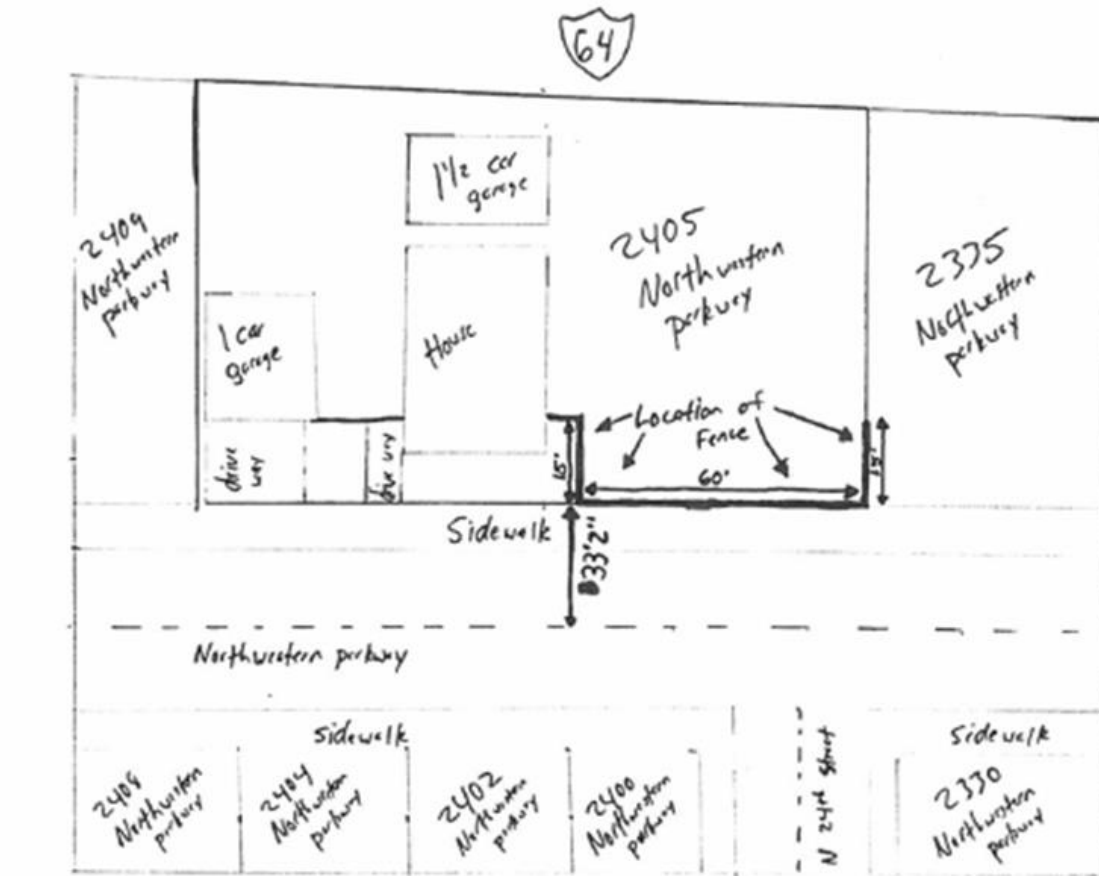 64
1 1/2 car
garage
2409
Northwestern
parkway
2405
Northwestern
parkway
2335
Northwestern
parkway
1 car
garage
House
Location of
Fence
drive
way
drive way
15'
60'
15'
Sidewalk
33'2"
Northwestern parkway
Sidewalk
Sidewalk
2408
Northwestern
parkway
2404
Northwestern
parkway
2402
Northwestern
parkway
2400
Northwestern
parkway
N 24th Street
2330
Northwestern
parkway